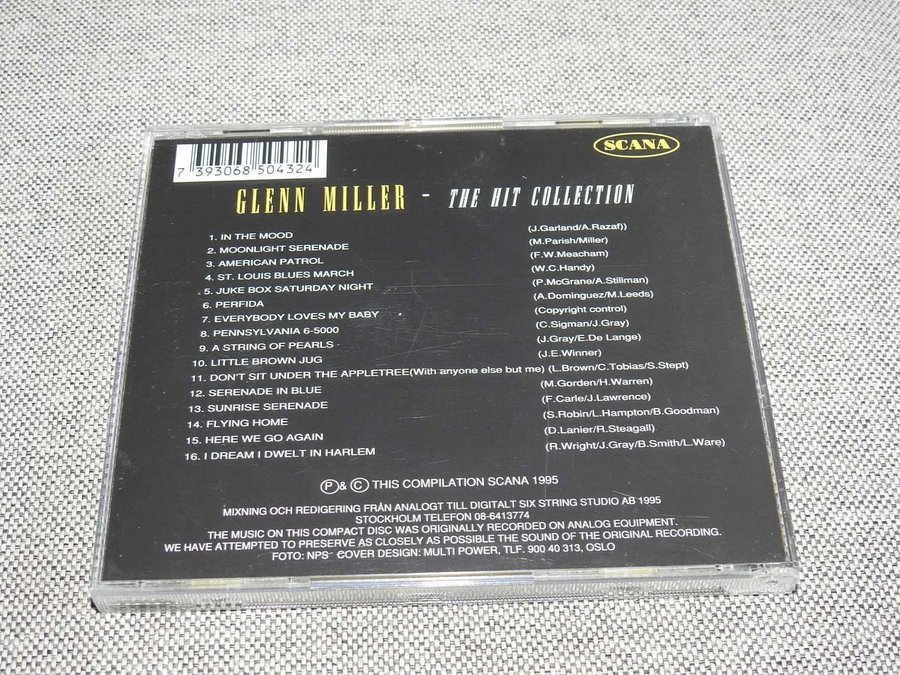 SCANA
7 393068 504324
GLENN MILLER - THE HIT COLLECTION
1. IN THE MOOD (J.Garland/A.Razaf))
2. MOONLIGHT SERENADE (M.Parish/Miller)
3. AMERICAN PATROL (F.W.Meacham)
4. ST. LOUIS BLUES MARCH (W.C.Handy)
5. JUKE BOX SATURDAY NIGHT (P.McGrane/A.Stillman)
6. PERFIDA (A.Dominguez/M.Leeds)
7. EVERYBODY LOVES MY BABY (Copyright control)
8. PENNSYLVANIA 6-5000 (C.Sigman/J.Gray)
9. A STRING OF PEARLS (J.Gray/E.De Lange)
10. LITTLE BROWN JUG (J.E.Winner)
11. DON'T SIT UNDER THE APPLETREE(With anyone else but me) (L.Brown/C.Tobias/S.Stept)
12. SERENADE IN BLUE (M.Gorden/H.Warren)
13. SUNRISE SERENADE (F.Carle/J.Lawrence)
14. FLYING HOME (S.Robin/L.Hampton/B.Goodman)
15. HERE WE GO AGAIN (D.Lanier/R.Steagall)
16. I DREAM I DWELT IN HARLEM (R.Wright/J.Gray/B.Smith/L.Ware)
Ⓟ & Ⓒ THIS COMPILATION SCANA 1995
MIXNING OCH REDIGERING FRÅN ANALOGT TILL DIGITALT SIX STRING STUDIO AB 1995
STOCKHOLM TELEFON 08-6413774
THE MUSIC ON THIS COMPACT DISC WAS ORIGINALLY RECORDED ON ANALOG EQUIPMENT.
WE HAVE ATTEMPTED TO PRESERVE AS CLOSELY AS POSSIBLE THE SOUND OF THE ORIGINAL RECORDING.
FOTO: NPS COVER DESIGN: MULTI POWER, TLF. 900 40 313, OSLO